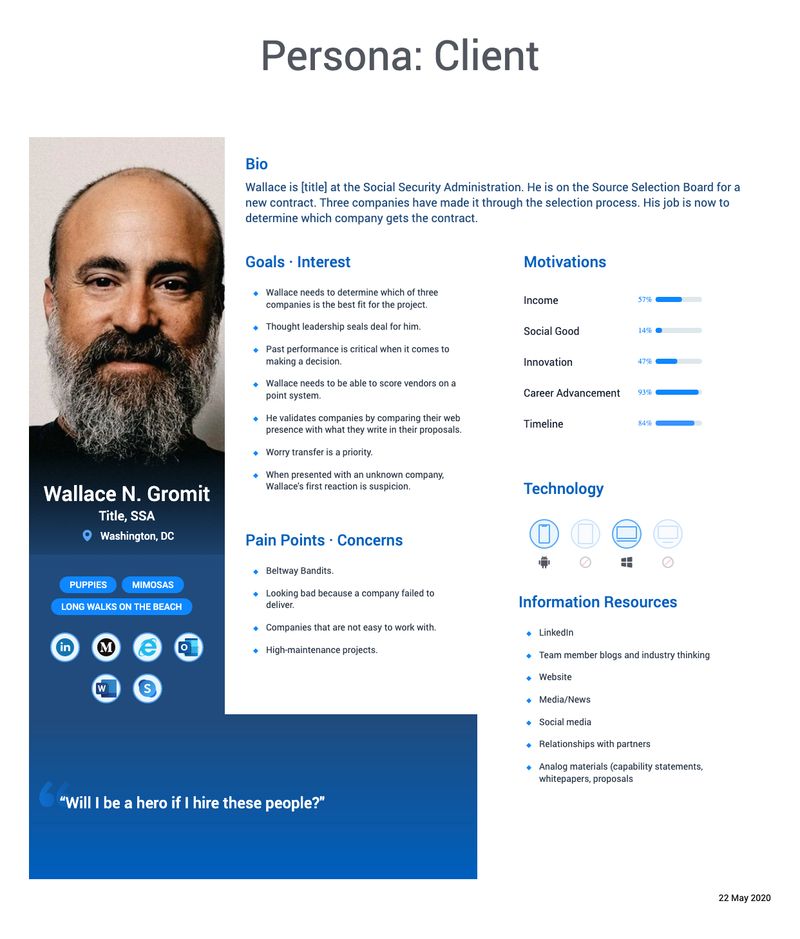 Persona: Client
Wallace N. Gromit
Title, SSA
Washington, DC
PUPPIES
MIMOSAS
LONG WALKS ON THE BEACH
in
M
e
O
W
S
“Will I be a hero if I hire these people?”
Bio
Wallace is [title] at the Social Security Administration. He is on the Source Selection Board for a
new contract. Three companies have made it through the selection process. His job is now to
determine which company gets the contract.
Goals · Interest
Wallace needs to determine which of three
companies is the best fit for the project.
Thought leadership seals deal for him.
Past performance is critical when it comes to
making a decision.
Wallace needs to be able to score vendors on a
point system.
He validates companies by comparing their web
presence with what they write in their proposals.
Worry transfer is a priority.
When presented with an unknown company,
Wallace's first reaction is suspicion.
Pain Points · Concerns
Beltway Bandits.
Looking bad because a company failed to
deliver.
Companies that are not easy to work with.
High-maintenance projects.
Motivations
Income 57%
Social Good 14%
Innovation 47%
Career Advancement 93%
Timeline 84%
Technology
Information Resources
LinkedIn
Team member blogs and industry thinking
Website
Media/News
Social media
Relationships with partners
Analog materials (capability statements,
whitepapers, proposals
22 May 2020